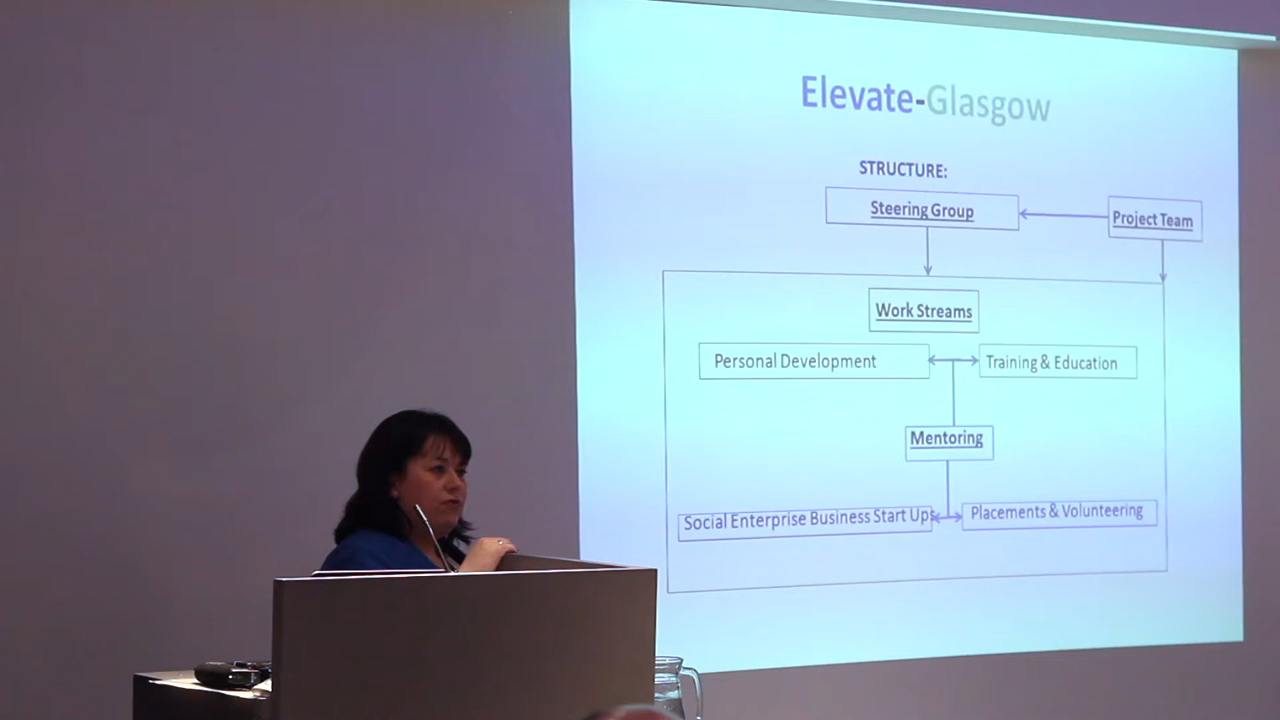 Elevate-Glasgow
STRUCTURE:
Steering Group
Project Team
Work Streams
Personal Development
Training & Education
Mentoring
Social Enterprise Business Start Ups
Placements & Volunteering